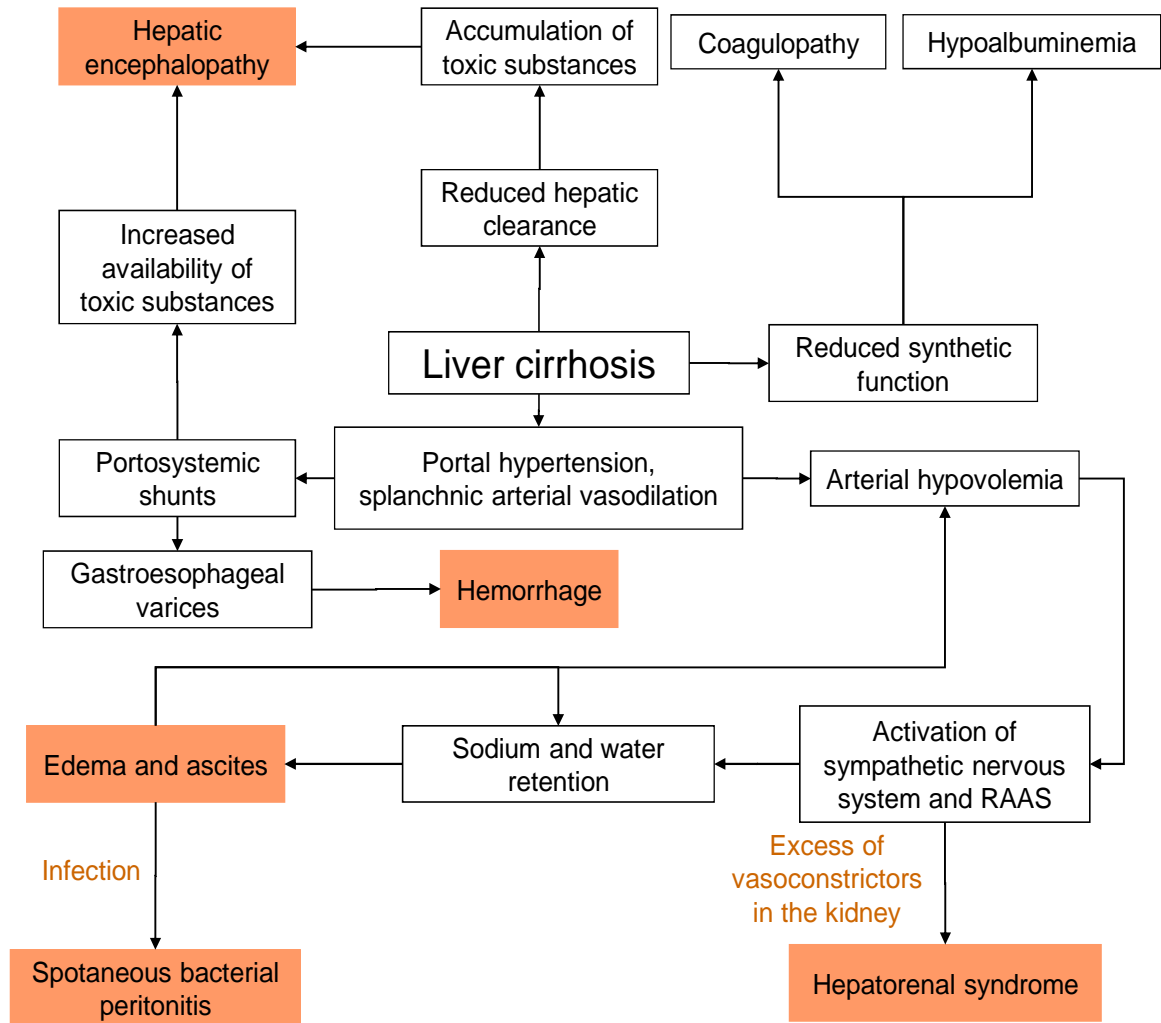 Hepatic
encephalopathy
Accumulation of
toxic substances
Coagulopathy
Hypoalbuminemia
Reduced hepatic
clearance
Increased
availability of
toxic substances
Liver cirrhosis
Reduced synthetic
function
Portosystemic
shunts
Portal hypertension,
splanchnic arterial vasodilation
Arterial hypovolemia
Gastroesophageal
varices
Hemorrhage
Edema and ascites
Sodium and water
retention
Activation of
sympathetic nervous
system and RAAS
Infection
Excess of
vasoconstrictors
in the kidney
Spotaneous bacterial
peritonitis
Hepatorenal syndrome